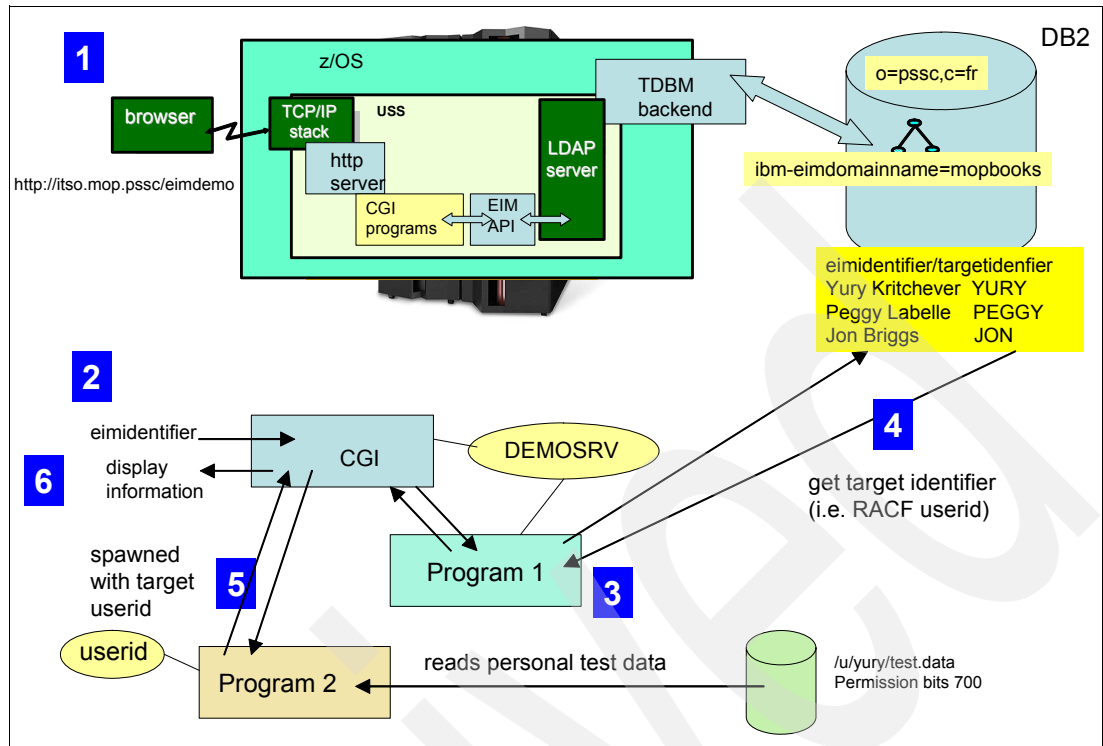 1
z/OS
DB2
browser
http://itso.mop.pssc/eimdemo
TCP/IP
stack
USS
http
server
CGI
programs
EIM
API
LDAP
server
TDBM
backend
o=pssc,c=fr
ibm-eimdomainname=mopbooks
eimidentifier/targetidenfier
Yury Kritchever YURY
Peggy Labelle PEGGY
Jon Briggs JON
2
eimidentifier
CGI
DEMOSRV
4
6
display
information
get target identifier
(i.e. RACF userid)
Program 1
3
spawned
with target
userid
5
userid
Program 2
reads personal test data
/u/yury/test.data
Permission bits 700